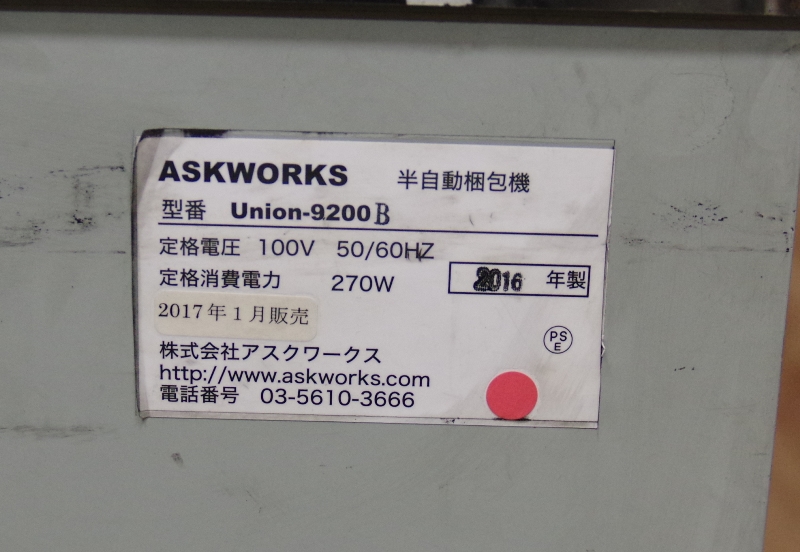 ASKWORKS 半自動梱包機
型番 Union-9200B
定格電圧 100V 50/60HZ
定格消費電力 270W 2016 年製
2017年1月販売
PS
E
株式会社アスクワークス
http://www.askworks.com
電話番号 03-5610-3666